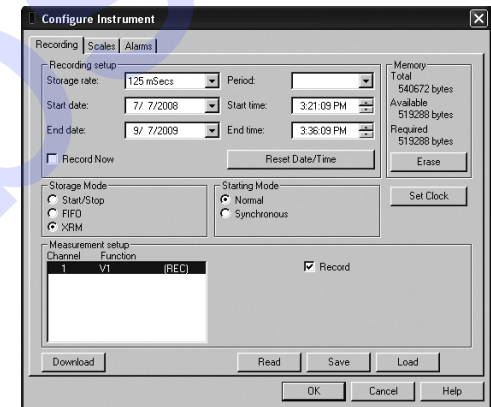 Configure Instrument
Recording Scales Alarms
Recording setup
Storage rate: 125 mSecs Period:
Start date: 7/ 7/2008 Start time: 3:21:09 PM
End date: 9/ 7/2009 End time: 3:36:09 PM
Record Now Reset Date/Time
Memory
Total
540672 bytes
Available
519288 bytes
Required
519288 bytes
Erase
Storage Mode
Start/Stop
FIFO
XRM
Starting Mode
Normal
Synchronous
Set Clock
Measurement setup
Channel Function
1 V1 (REC)
Record
Download Read Save Load
OK Cancel Help